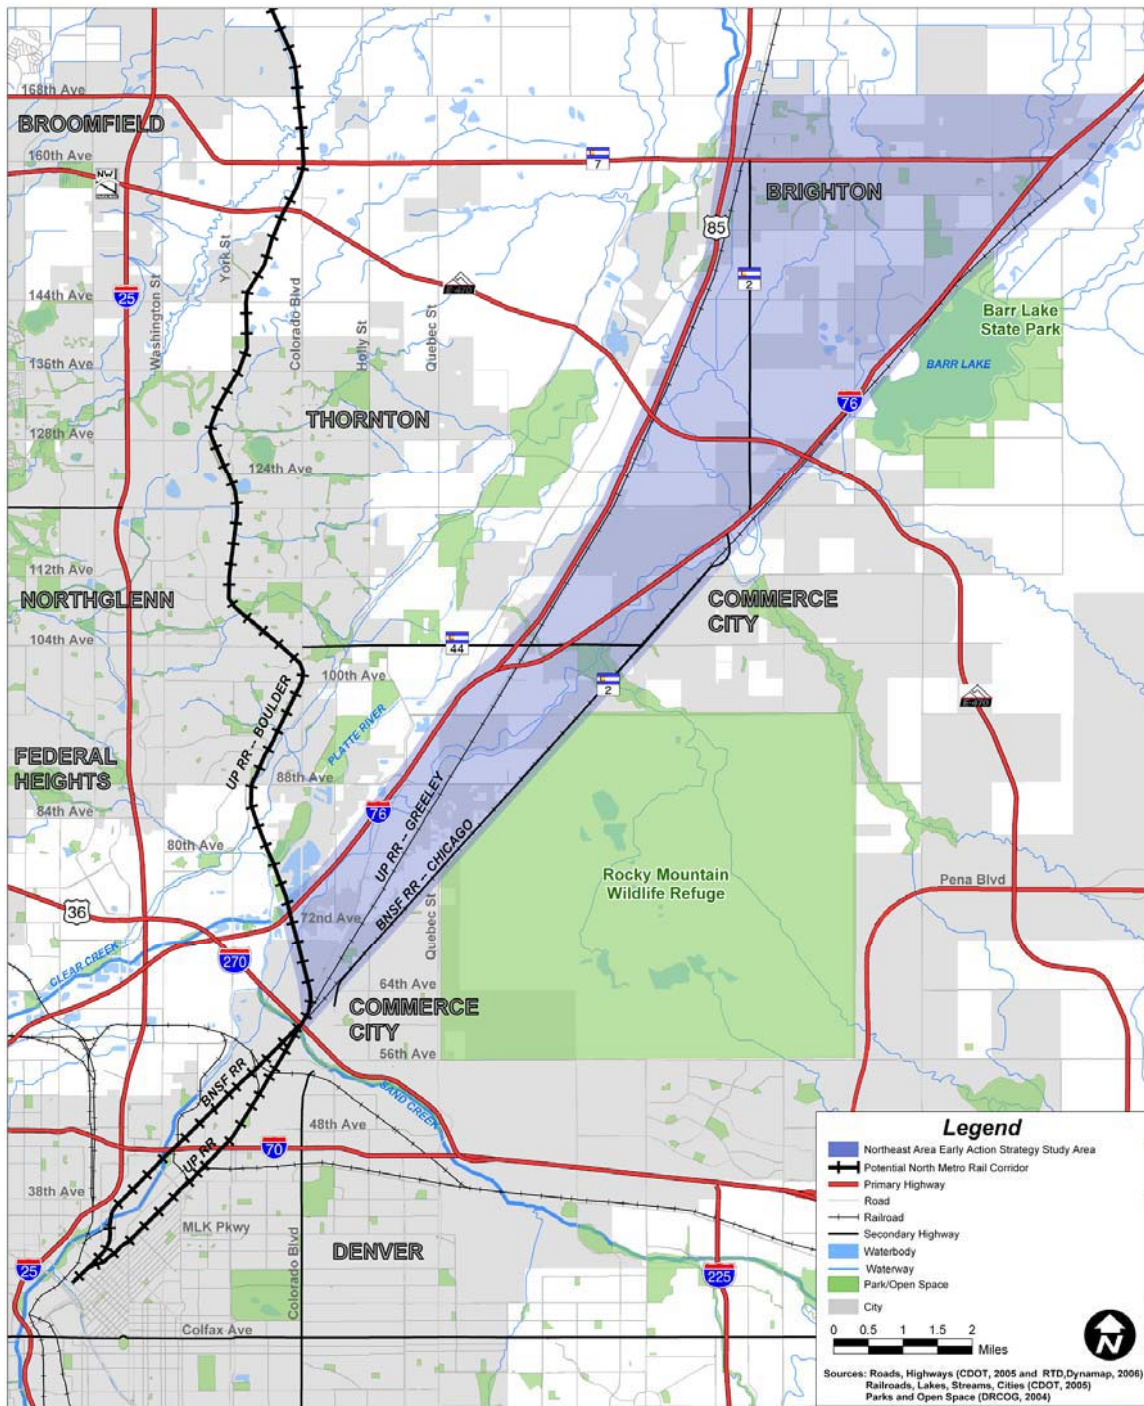 168th Ave
BROOMFIELD
160th Ave
NW
7
BRIGHTON
85
2
York St
25
144th Ave
Washington St
Colorado Blvd
Holly St
Quebec St
E-470
136th Ave
THORNTON
128th Ave
124th Ave
Barr Lake
State Park
BARR LAKE
76
112th Ave
NORTHGLENN
104th Ave
44
COMMERCE
CITY
100th Ave
2
E-470
UP RR -- BOULDER
PLATTE RIVER
FEDERAL
HEIGHTS
88th Ave
84th Ave
76
80th Ave
UP RR -- GREELEY
BNSF RR -- CHICAGO
Rocky Mountain
Wildlife Refuge
Pena Blvd
36
72nd Ave
Quebec St
CLEAR CREEK
270
64th Ave
COMMERCE
CITY
56th Ave
BNSF RR
SAND CREEK
48th Ave
UP RR
70
38th Ave
MLK Pkwy
Colorado Blvd
DENVER
25
225
Colfax Ave
Legend
Northeast Area Early Action Strategy Study Area
Potential North Metro Rail Corridor
Primary Highway
Road
Railroad
Secondary Highway
Waterbody
Waterway
Park/Open Space
City
0 0.5 1 1.5 2
Miles
N
Sources: Roads, Highways (CDOT, 2005 and RTD,Dynamap, 2006)
Railroads, Lakes, Streams, Cities (CDOT, 2005)
Parks and Open Space (DRCOG, 2004)